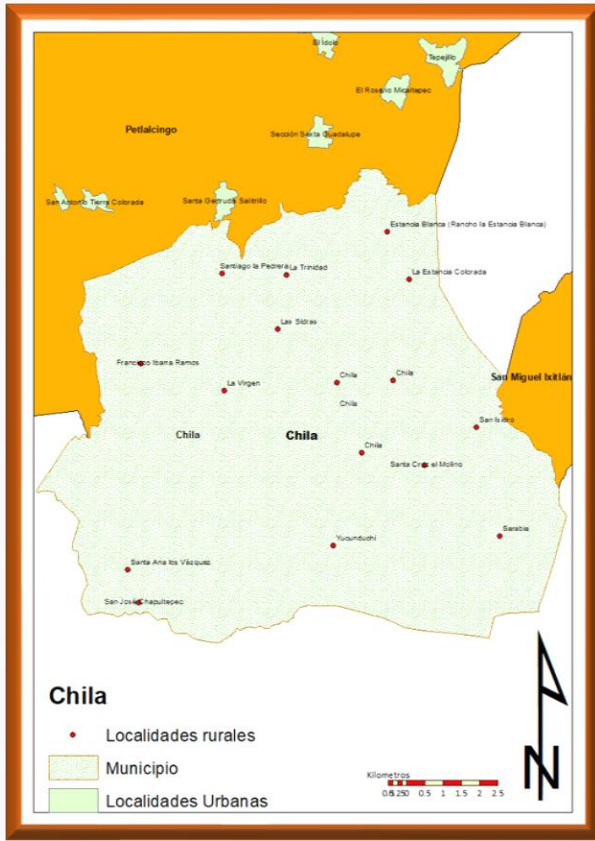 El Ídolo
Tepejillo
El Rosario Micaltepec
Petlalcingo
Sección Sexta Guadalupe
San Antonio Tierra Colorada
Santa Gertrudis Salitrillo
Estancia Blanca (Rancho la Estancia Blanca)
Santiago la Pedrera
La Trinidad
La Estancia Colorada
Las Sidras
Francisco Ibarra Ramos
Chila
Chila
San Miguel Ixitlán
La Virgen
Chila
San Isidro
Chila
Chila
Chila
Santa Cruz el Molino
Sarabia
Yucunduchi
Santa Ana los Vázquez
San José Chapultepec
Chila
Localidades rurales
Municipio
Localidades Urbanas
Kilometros
0.5 1 1.5 2 2.5
N